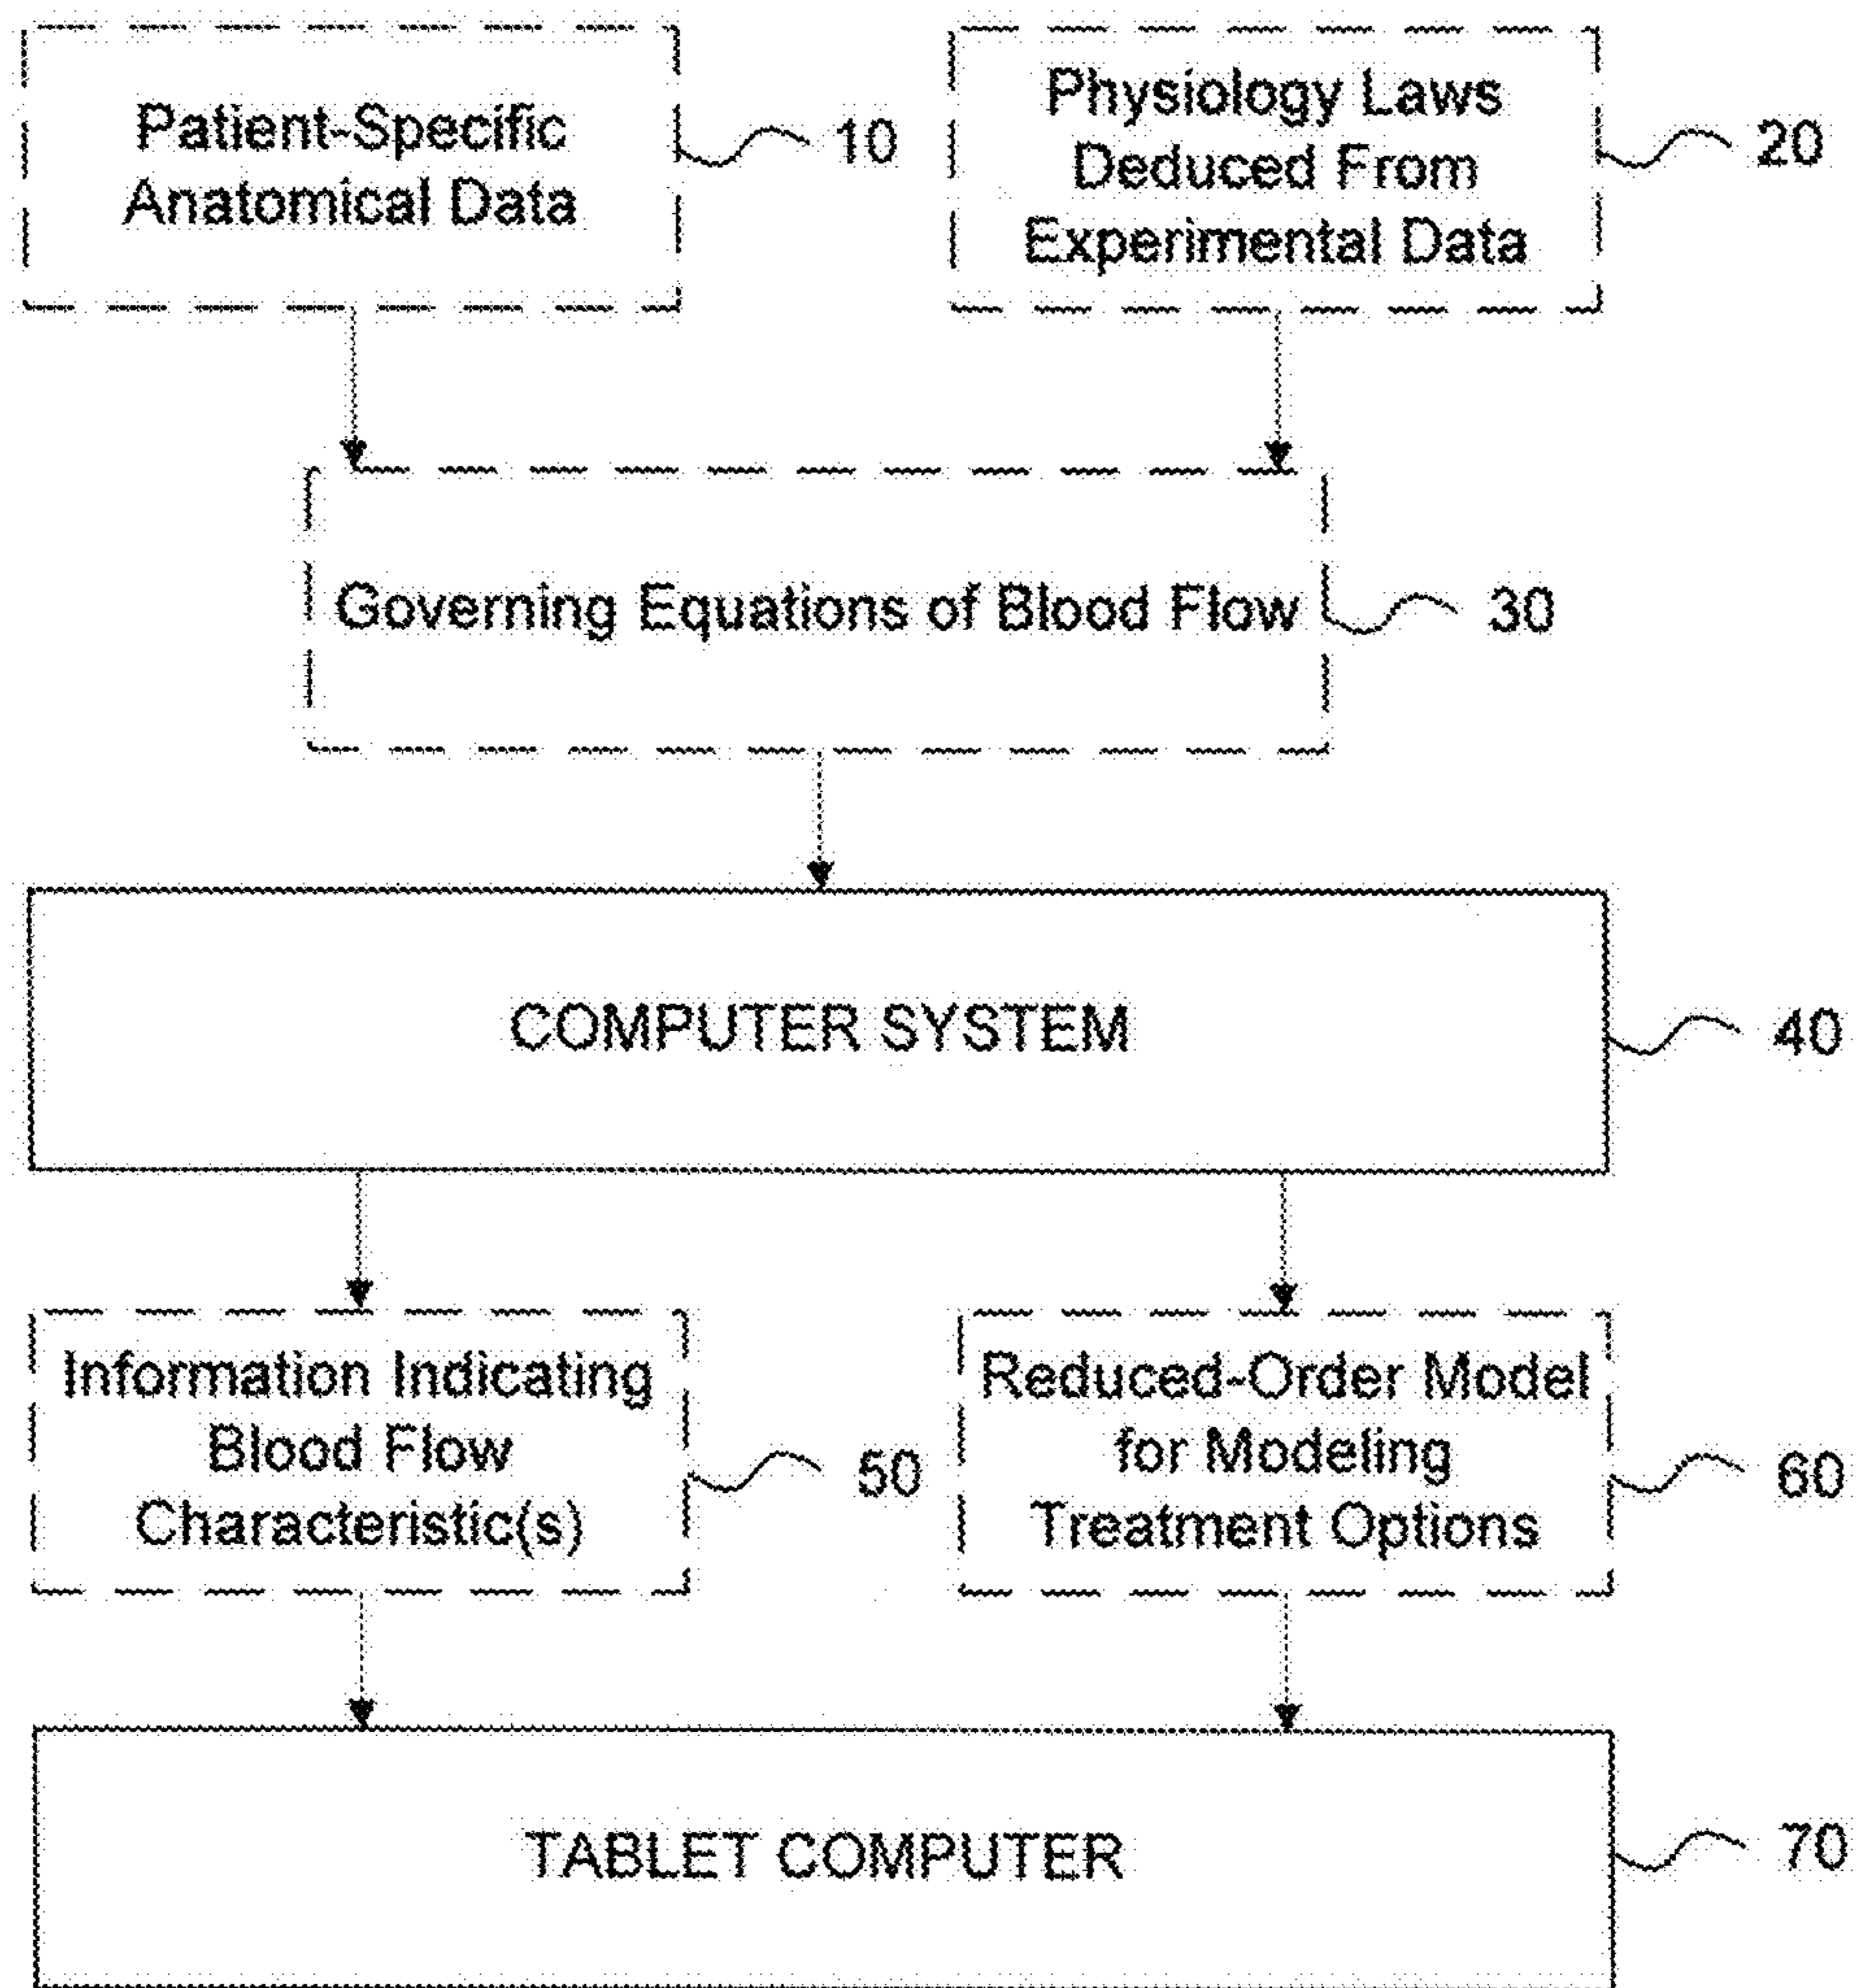 Patient-Specific
Anatomical Data
10
Physiology Laws
Deduced From
Experimental Data
20
Governing Equations of Blood Flow
30
COMPUTER SYSTEM
40
Information Indicating
Blood Flow
Characteristic(s)
50
Reduced-Order Model
for Modeling
Treatment Options
60
TABLET COMPUTER
70